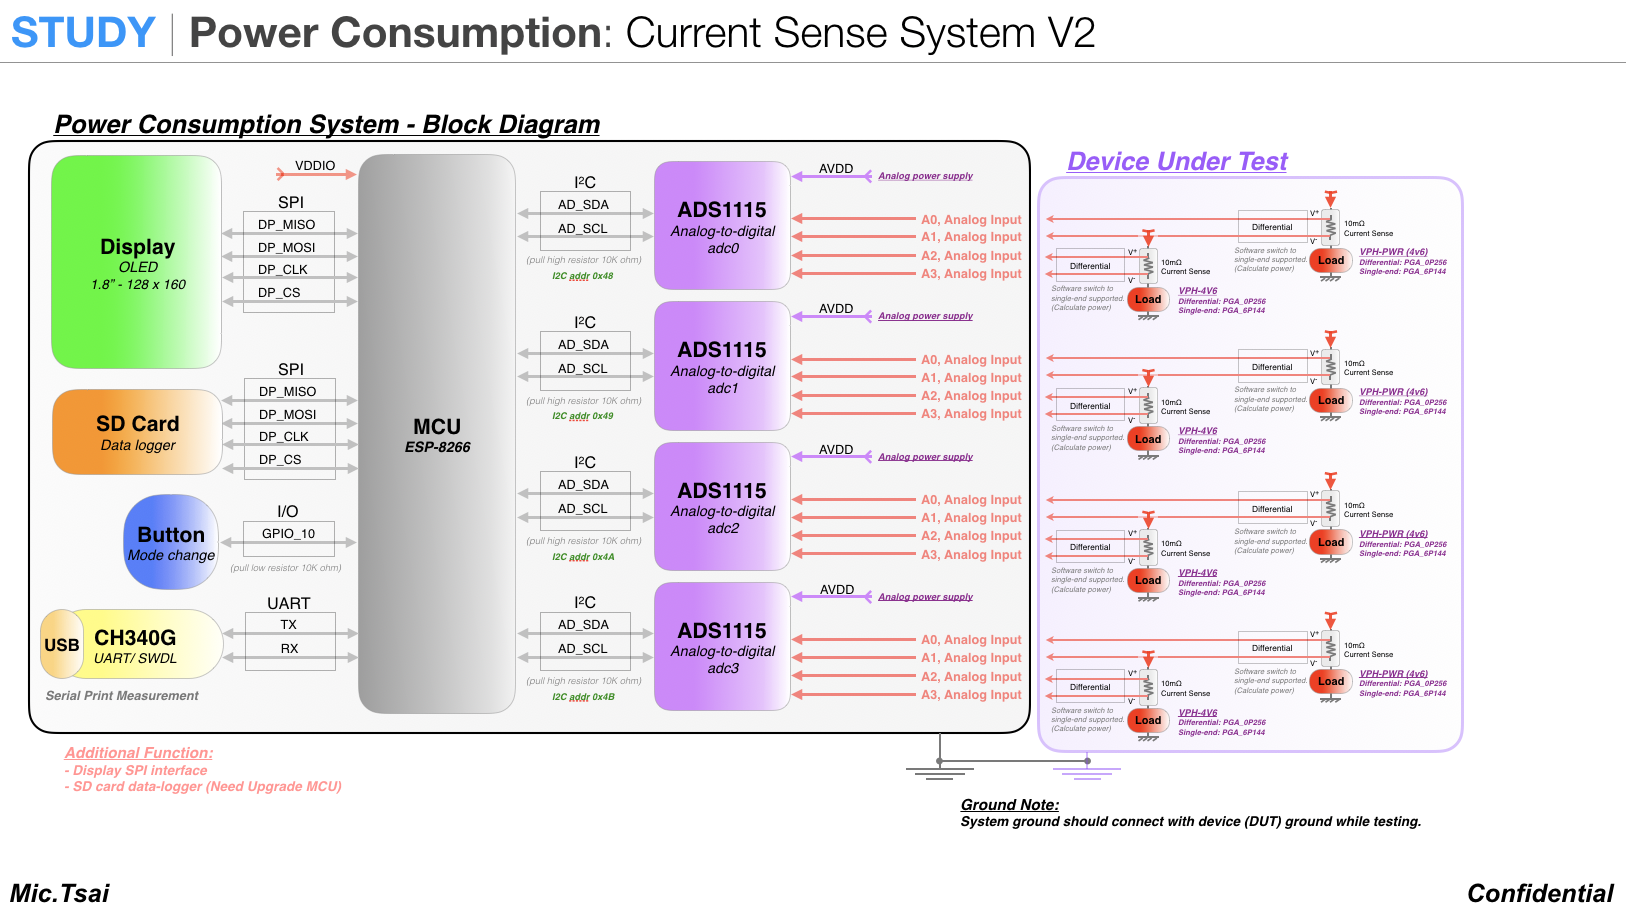 STUDY | Power Consumption: Current Sense System V2
Power Consumption System - Block Diagram
Display
OLED
1.8” - 128 x 160
VDDIO
SPI
DP_MISO
DP_MOSI
DP_CLK
DP_CS
SD Card
Data logger
SPI
DP_MISO
DP_MOSI
DP_CLK
DP_CS
Button
Mode change
I/O
GPIO_10
(pull low resistor 10K ohm)
USB
CH340G
UART/ SWDL
UART
TX
RX
Serial Print Measurement
MCU
ESP-8266
I²C
AD_SDA
AD_SCL
(pull high resistor 10K ohm)
I2C addr 0x48
ADS1115
Analog-to-digital
adc0
AVDD
Analog power supply
A0, Analog Input
A1, Analog Input
A2, Analog Input
A3, Analog Input
I²C
AD_SDA
AD_SCL
(pull high resistor 10K ohm)
I2C addr 0x49
ADS1115
Analog-to-digital
adc1
AVDD
Analog power supply
A0, Analog Input
A1, Analog Input
A2, Analog Input
A3, Analog Input
I²C
AD_SDA
AD_SCL
(pull high resistor 10K ohm)
I2C addr 0x4A
ADS1115
Analog-to-digital
adc2
AVDD
Analog power supply
A0, Analog Input
A1, Analog Input
A2, Analog Input
A3, Analog Input
I²C
AD_SDA
AD_SCL
(pull high resistor 10K ohm)
I2C addr 0x4B
ADS1115
Analog-to-digital
adc3
AVDD
Analog power supply
A0, Analog Input
A1, Analog Input
A2, Analog Input
A3, Analog Input
Device Under Test
Differential
V+
V-
10mΩ
Current Sense
Software switch to
single-end supported.
(Calculate power)
Load
VPH-PWR (4v6)
Differential: PGA_0P256
Single-end: PGA_6P144
Differential
V+
V-
10mΩ
Current Sense
Software switch to
single-end supported.
(Calculate power)
Load
VPH-4V6
Differential: PGA_0P256
Single-end: PGA_6P144
Differential
V+
V-
10mΩ
Current Sense
Software switch to
single-end supported.
(Calculate power)
Load
VPH-PWR (4v6)
Differential: PGA_0P256
Single-end: PGA_6P144
Differential
V+
V-
10mΩ
Current Sense
Software switch to
single-end supported.
(Calculate power)
Load
VPH-4V6
Differential: PGA_0P256
Single-end: PGA_6P144
Differential
V+
V-
10mΩ
Current Sense
Software switch to
single-end supported.
(Calculate power)
Load
VPH-PWR (4v6)
Differential: PGA_0P256
Single-end: PGA_6P144
Differential
V+
V-
10mΩ
Current Sense
Software switch to
single-end supported.
(Calculate power)
Load
VPH-4V6
Differential: PGA_0P256
Single-end: PGA_6P144
Differential
V+
V-
10mΩ
Current Sense
Software switch to
single-end supported.
(Calculate power)
Load
VPH-PWR (4v6)
Differential: PGA_0P256
Single-end: PGA_6P144
Differential
V+
V-
10mΩ
Current Sense
Software switch to
single-end supported.
(Calculate power)
Load
VPH-4V6
Differential: PGA_0P256
Single-end: PGA_6P144
Additional Function:
- Display SPI interface
- SD card data-logger (Need Upgrade MCU)
Ground Note:
System ground should connect with device (DUT) ground while testing.
Mic.Tsai
Confidential